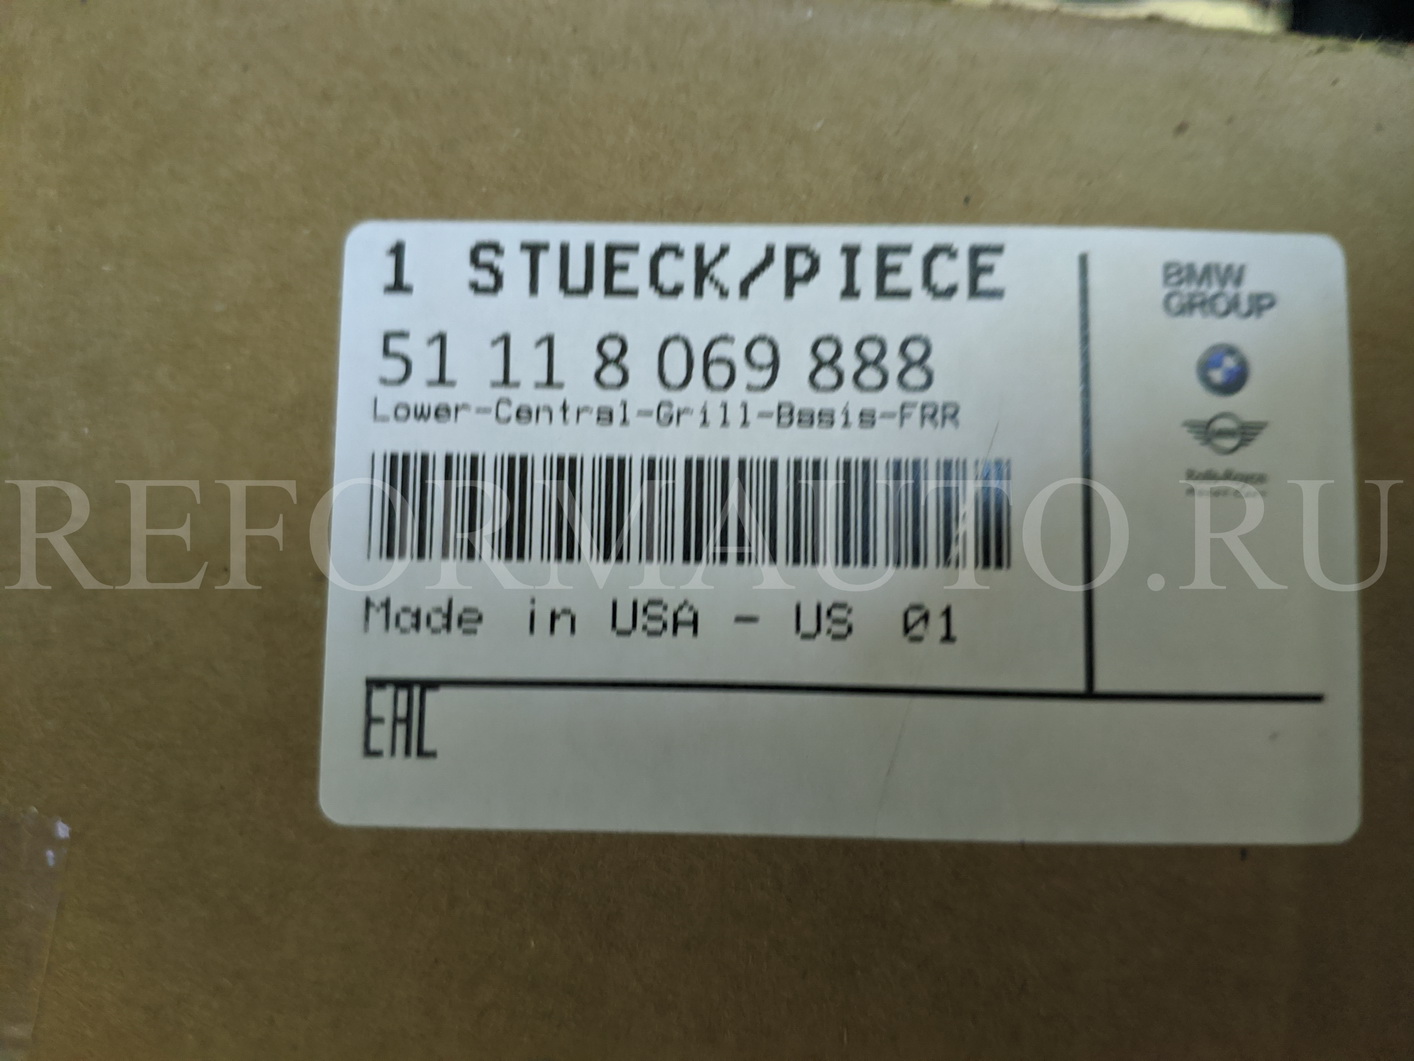 1 STUECK/PIECE
51 11 8 069 888
Lower-Central-Grill-Basis-FRR
Made in USA - US 01
EAC
BMW
GROUP
REFORMAUTO.RU